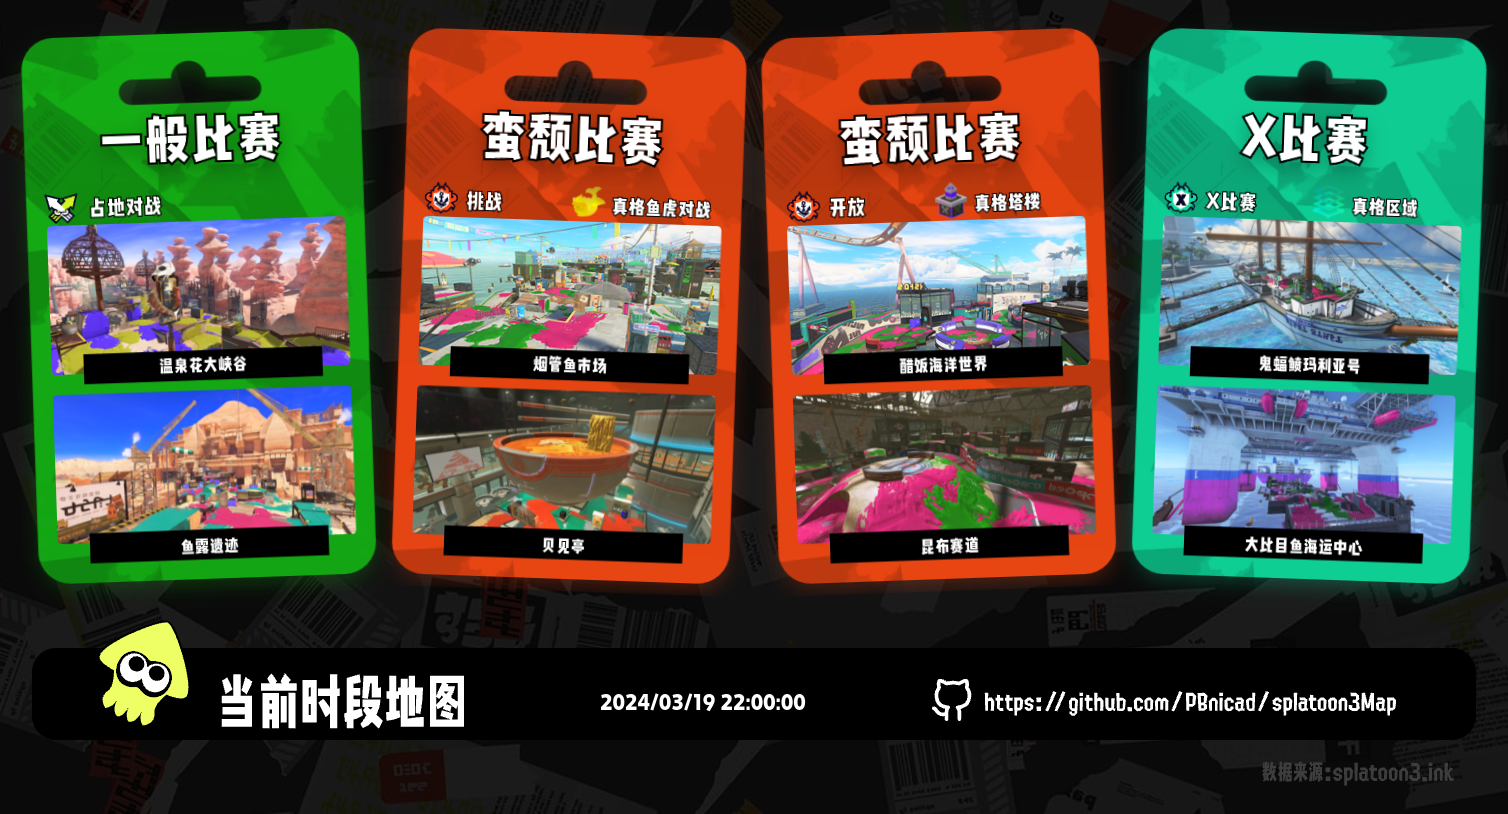 一般比赛
占地对战
温泉花大峡谷
鱼露遗迹
蛮颓比赛
挑战
真格鱼虎对战
烟管鱼市场
贝见亭
蛮颓比赛
开放
真格塔楼
醋饭海洋世界
昆布赛道
X比赛
X比赛
真格区域
鬼蝠鲼玛利亚号
大比目鱼海运中心
当前时段地图
2024/03/19 22:00:00
https://github.com/PBnicad/splatoon3Map
数据来源:splatoon3.ink